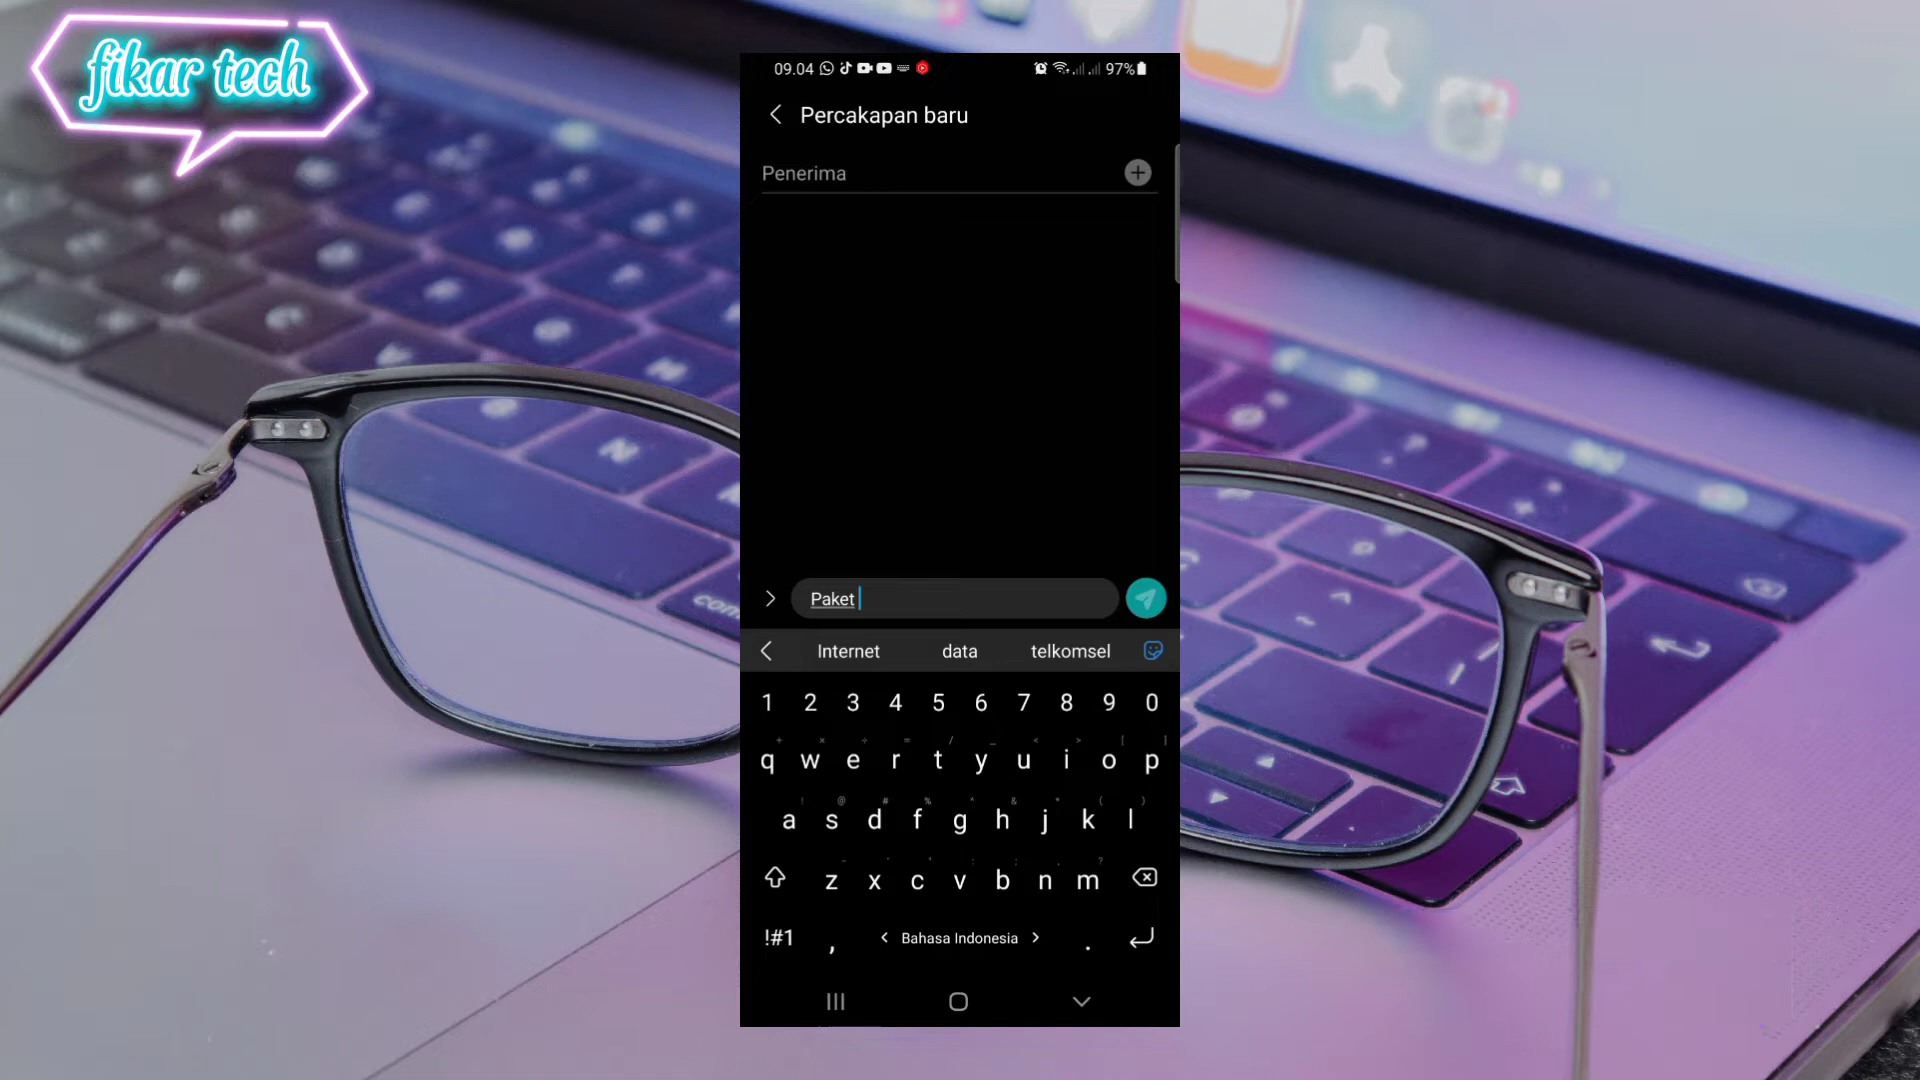 fikar tech
09.04
97%
Percakapan baru
Penerima
Paket
Internet data telkomsel
1 2 3 4 5 6 7 8 9 0
q w e r t y u i o p
a s d f g h j k l
z x c v b n m
!#1 , < Bahasa Indonesia > .